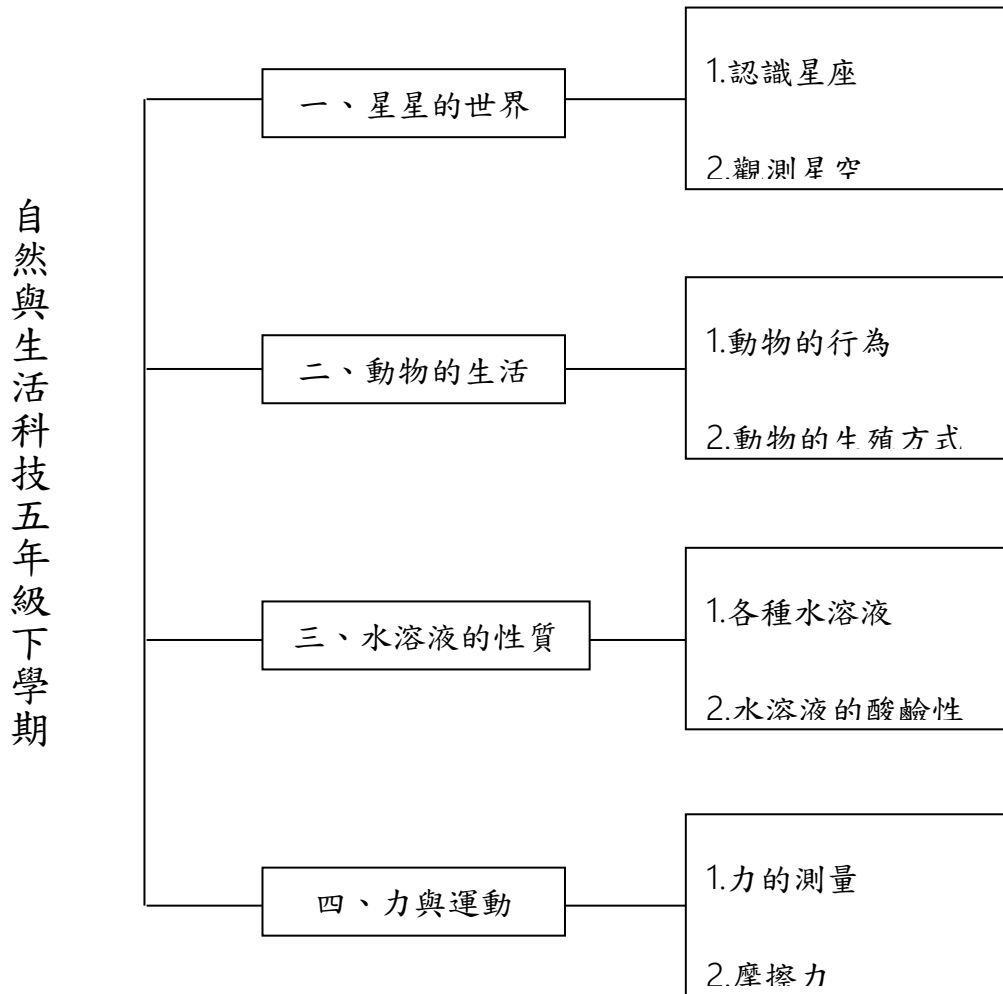 自然與生活科技五年級下學期
一、星星的世界
1.認識星座
2.觀測星空
二、動物的生活
1.動物的行為
2.動物的生殖方式
三、水溶液的性質
1.各種水溶液
2.水溶液的酸鹼性
四、力與運動
1.力的測量
2.摩擦力